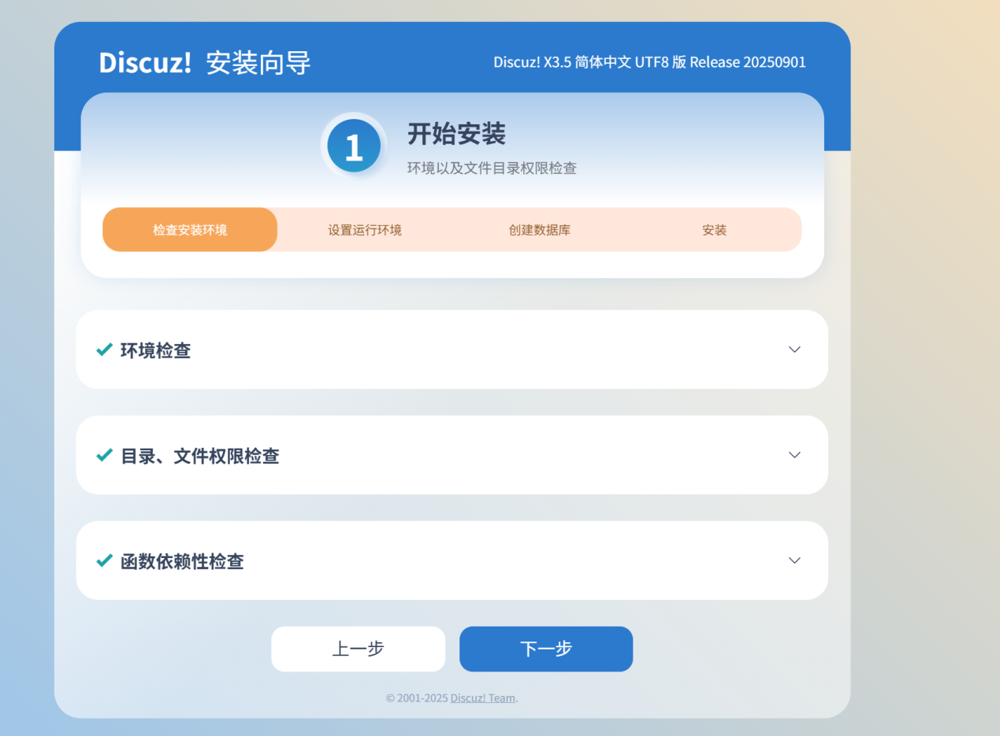 Discuz! 安装向导
Discuz! X3.5 简体中文 UTF8 版 Release 20250901
1
开始安装
环境以及文件目录权限检查
检查安装环境 设置运行环境 创建数据库 安装
环境检查
目录、文件权限检查
函数依赖性检查
上一步 下一步
© 2001-2025 Discuz! Team.